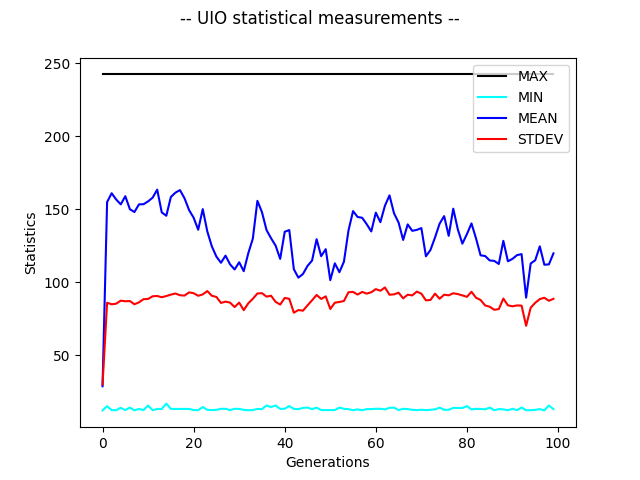 -- UIO statistical measurements --
250
200
150
100
50
Statistics
MAX
MIN
MEAN
STDEV
0 20 40 60 80 100
Generations